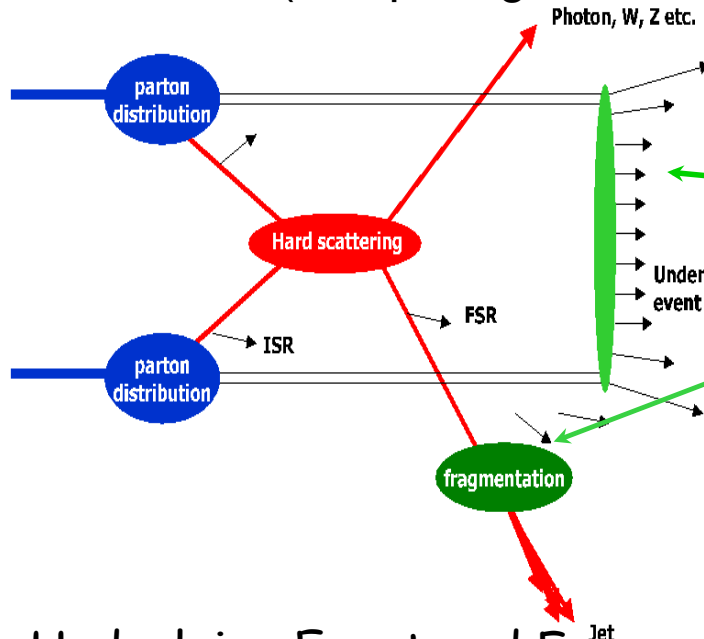 Photon, W, Z etc.
parton
distribution
Hard scattering
Under
event
FSR
ISR
parton
distribution
fragmentation
Jet